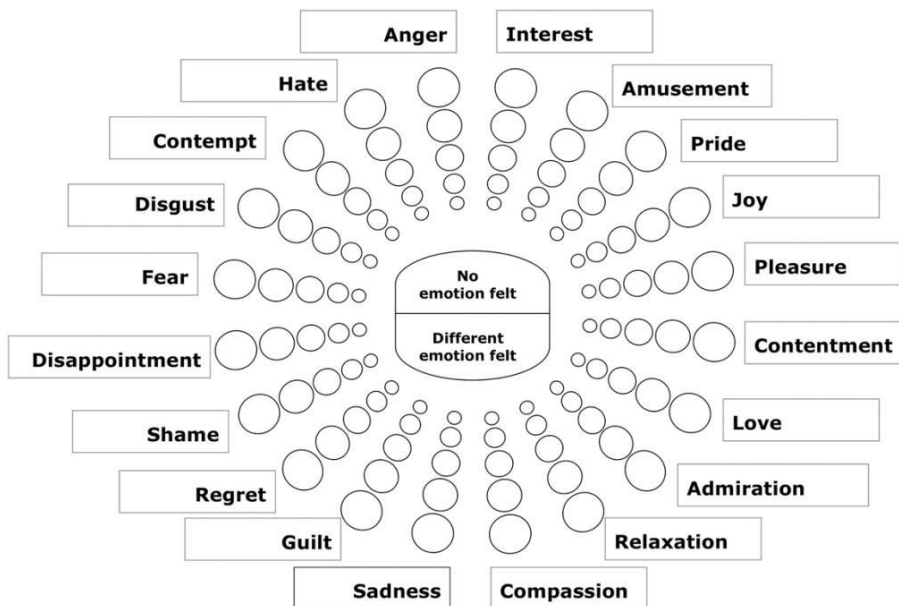 Anger
Interest
Hate
Amusement
Contempt
Pride
Disgust
Joy
Fear
Pleasure
No
emotion felt
Different
emotion felt
Disappointment
Contentment
Shame
Love
Regret
Admiration
Guilt
Relaxation
Sadness
Compassion